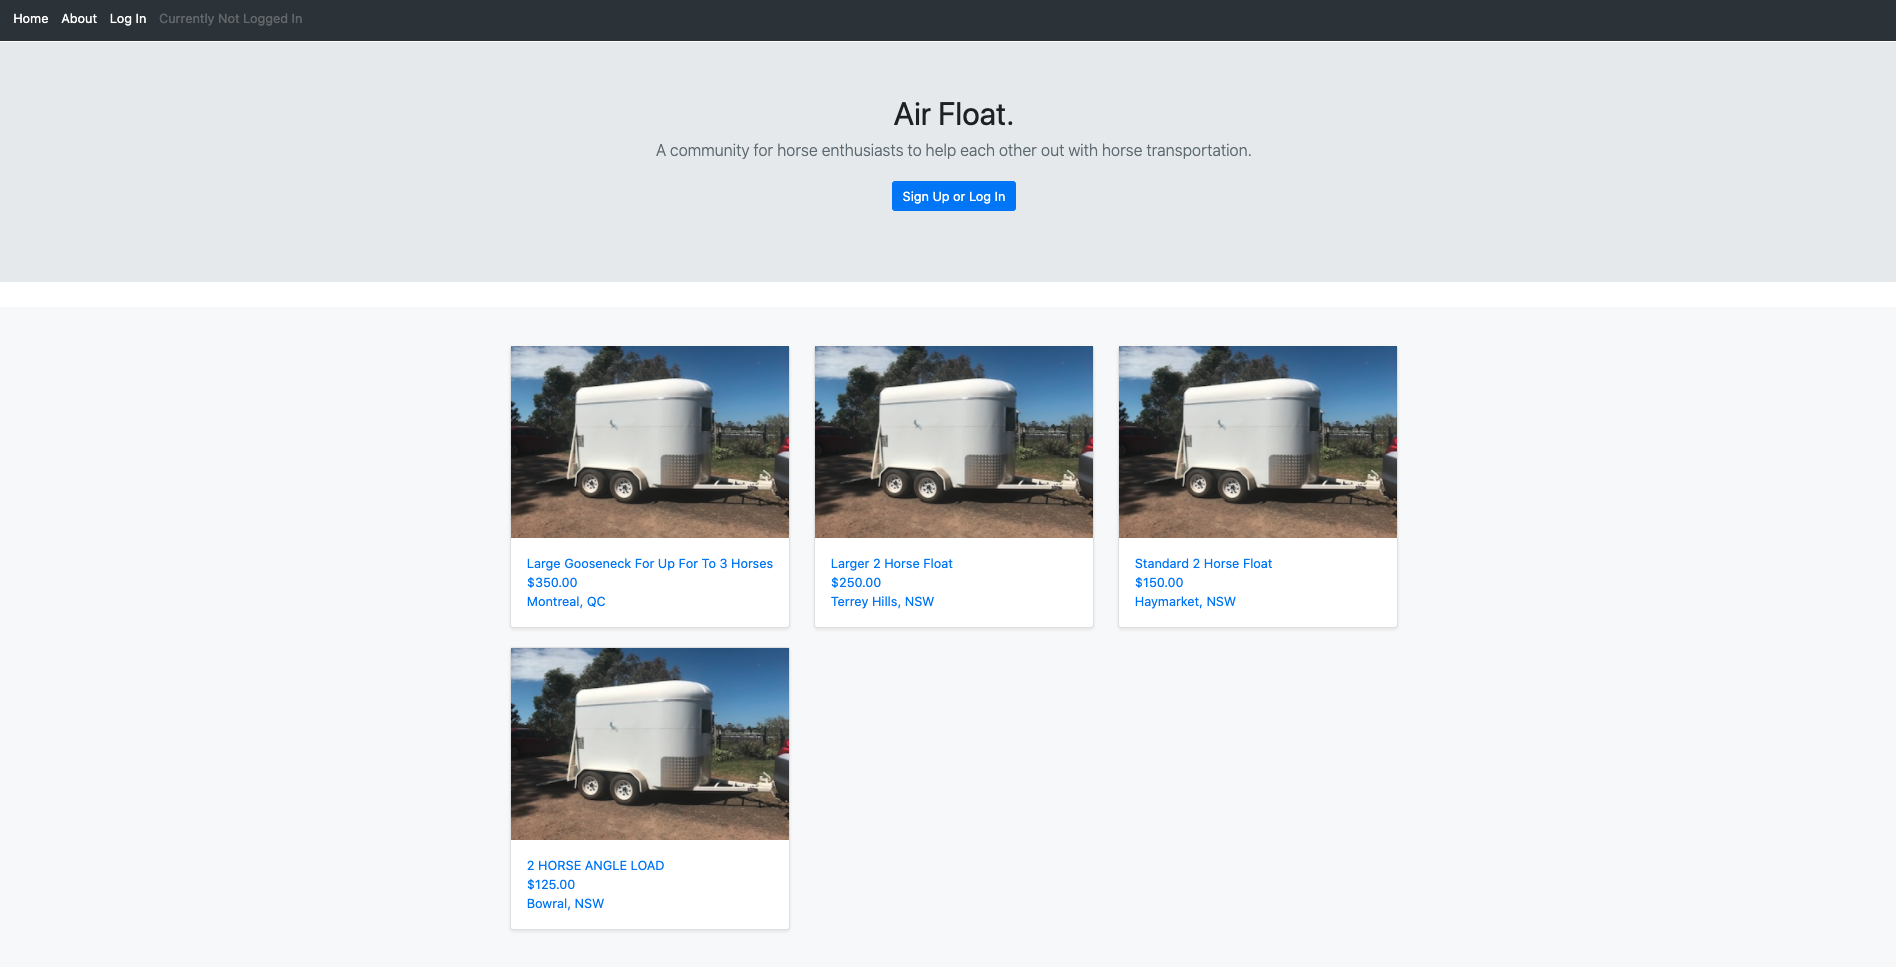 Home About Log In Currently Not Logged In
Air Float.
A community for horse enthusiasts to help each other out with horse transportation.
Sign Up or Log In
Large Gooseneck For Up For To 3 Horses
$350.00
Montreal, QC
Larger 2 Horse Float
$250.00
Terrey Hills, NSW
Standard 2 Horse Float
$150.00
Haymarket, NSW
2 HORSE ANGLE LOAD
$125.00
Bowral, NSW